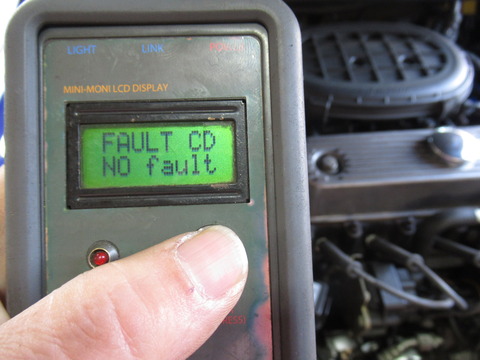 LIGHT LINK
MINI-MONI LCD DISPLAY
FAULT CD
NO fault